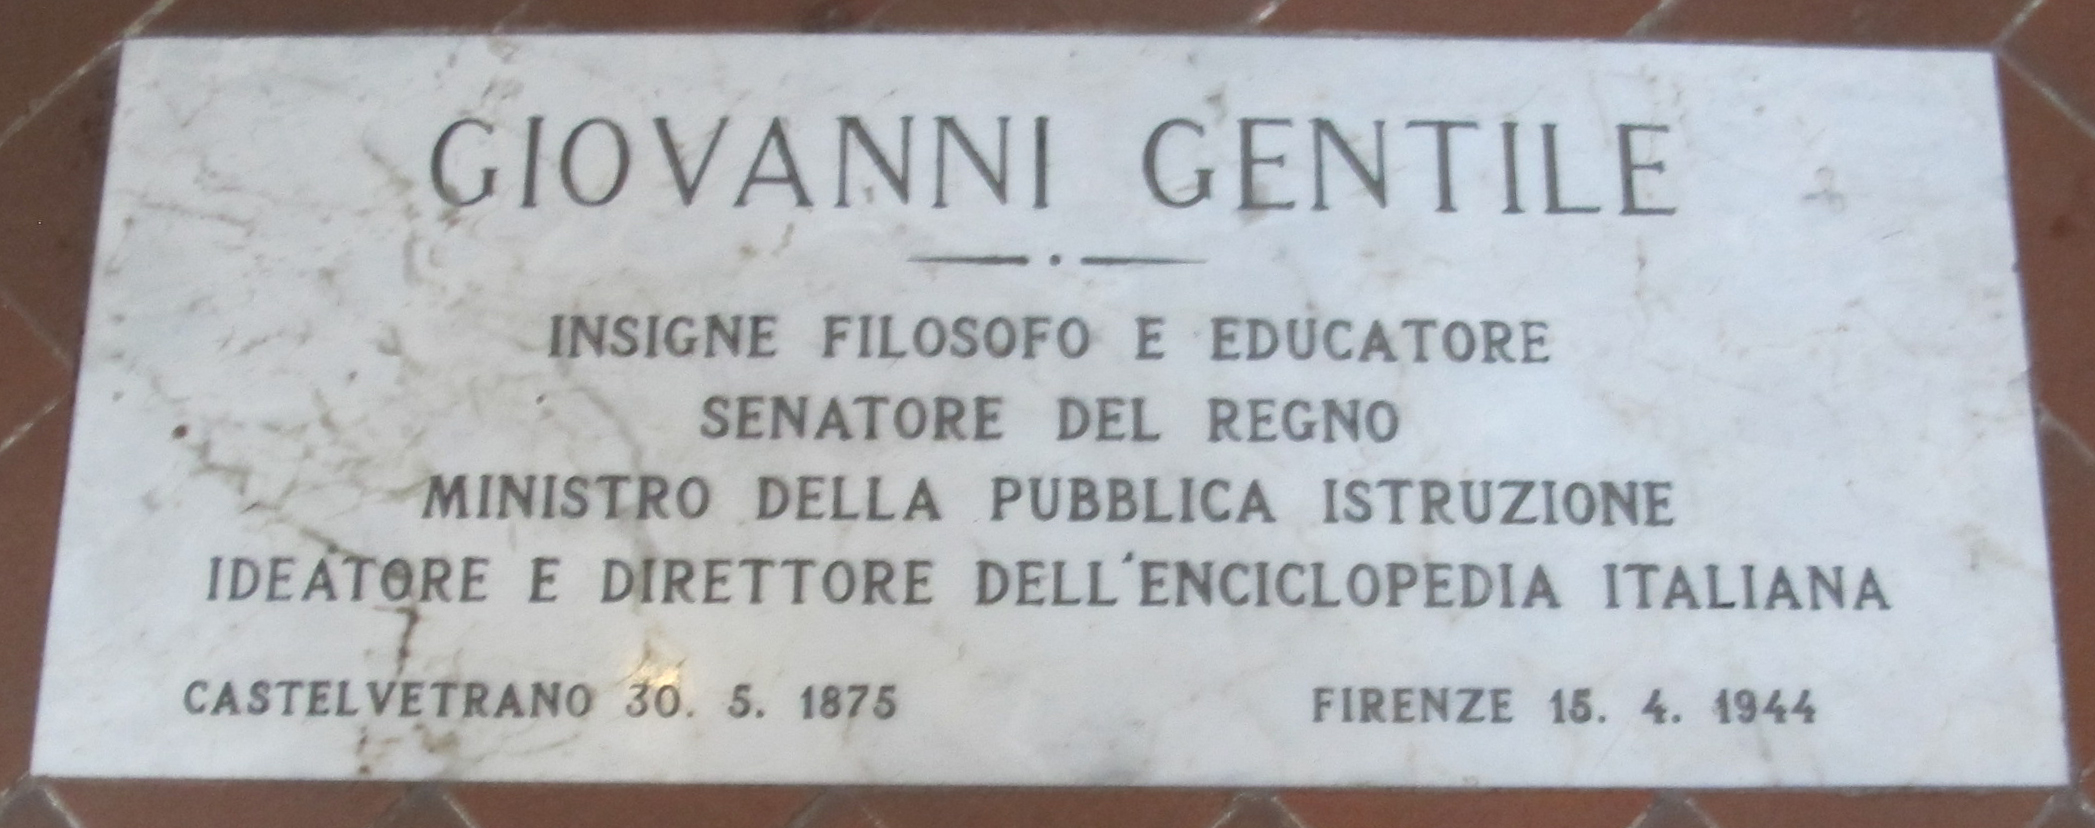 GIOVANNI GENTILE
INSIGNE FILOSOFO E EDUCATORE
SENATORE DEL REGNO
MINISTRO DELLA PUBBLICA ISTRUZIONE
IDEATORE E DIRETTORE DELL'ENCICLOPEDIA ITALIANA
CASTELVETRANO 30. 5. 1875 FIRENZE 15. 4. 1944